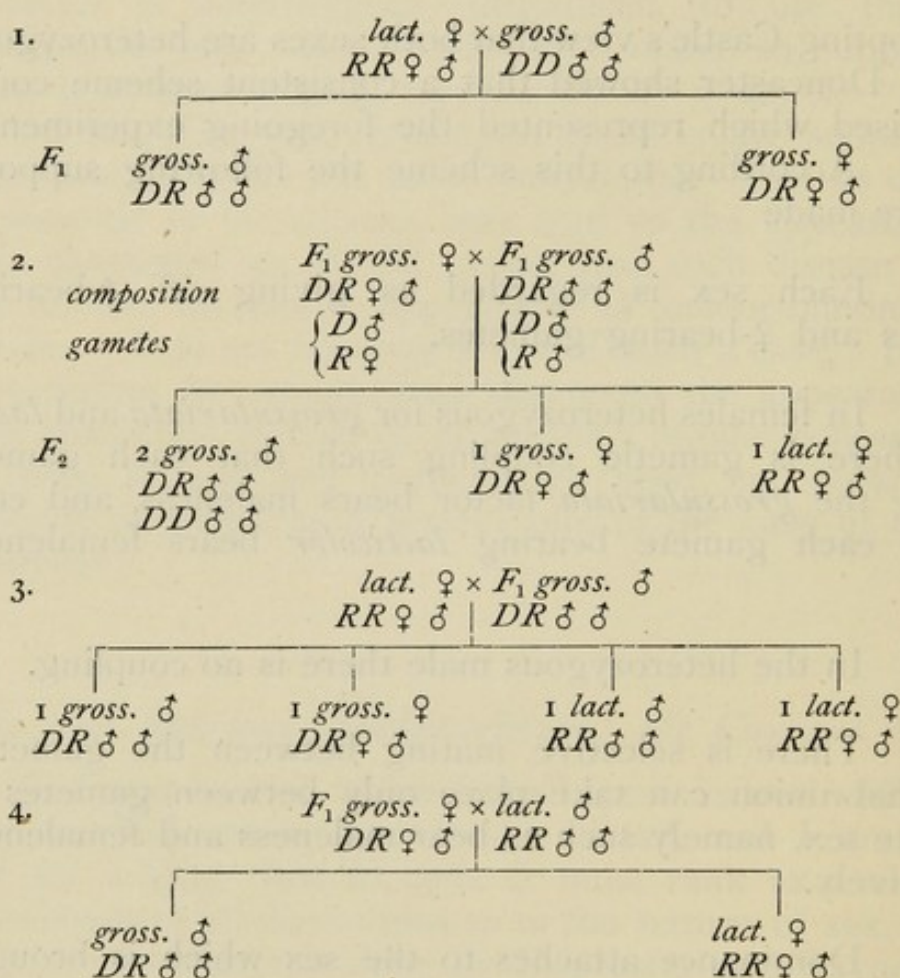 1. lact. ♀ × gross. ♂
RR♀♂ | DD♂♂
F₁ gross. ♂ gross. ♀
DR♂♂ DR♀♂
2. F₁ gross. ♀ × F₁ gross. ♂
composition DR♀♂ | DR♂♂
gametes {D♂ {D♂
{R♀ {R♂
F₂ 2 gross. ♂ 1 gross. ♀ 1 lact. ♀
DR♂♂ DR♀♂ RR♀♂
DD♂♂
3. lact. ♀ × F₁ gross. ♂
RR♀♂ | DR♂♂
1 gross. ♂ 1 gross. ♀ 1 lact. ♂ 1 lact. ♀
DR♂♂ DR♀♂ RR♂♂ RR♀♂
4. F₁ gross. ♀ × lact. ♂
DR♀♂ | RR♂♂
gross. ♂ lact. ♀
DR♂♂ RR♀♂